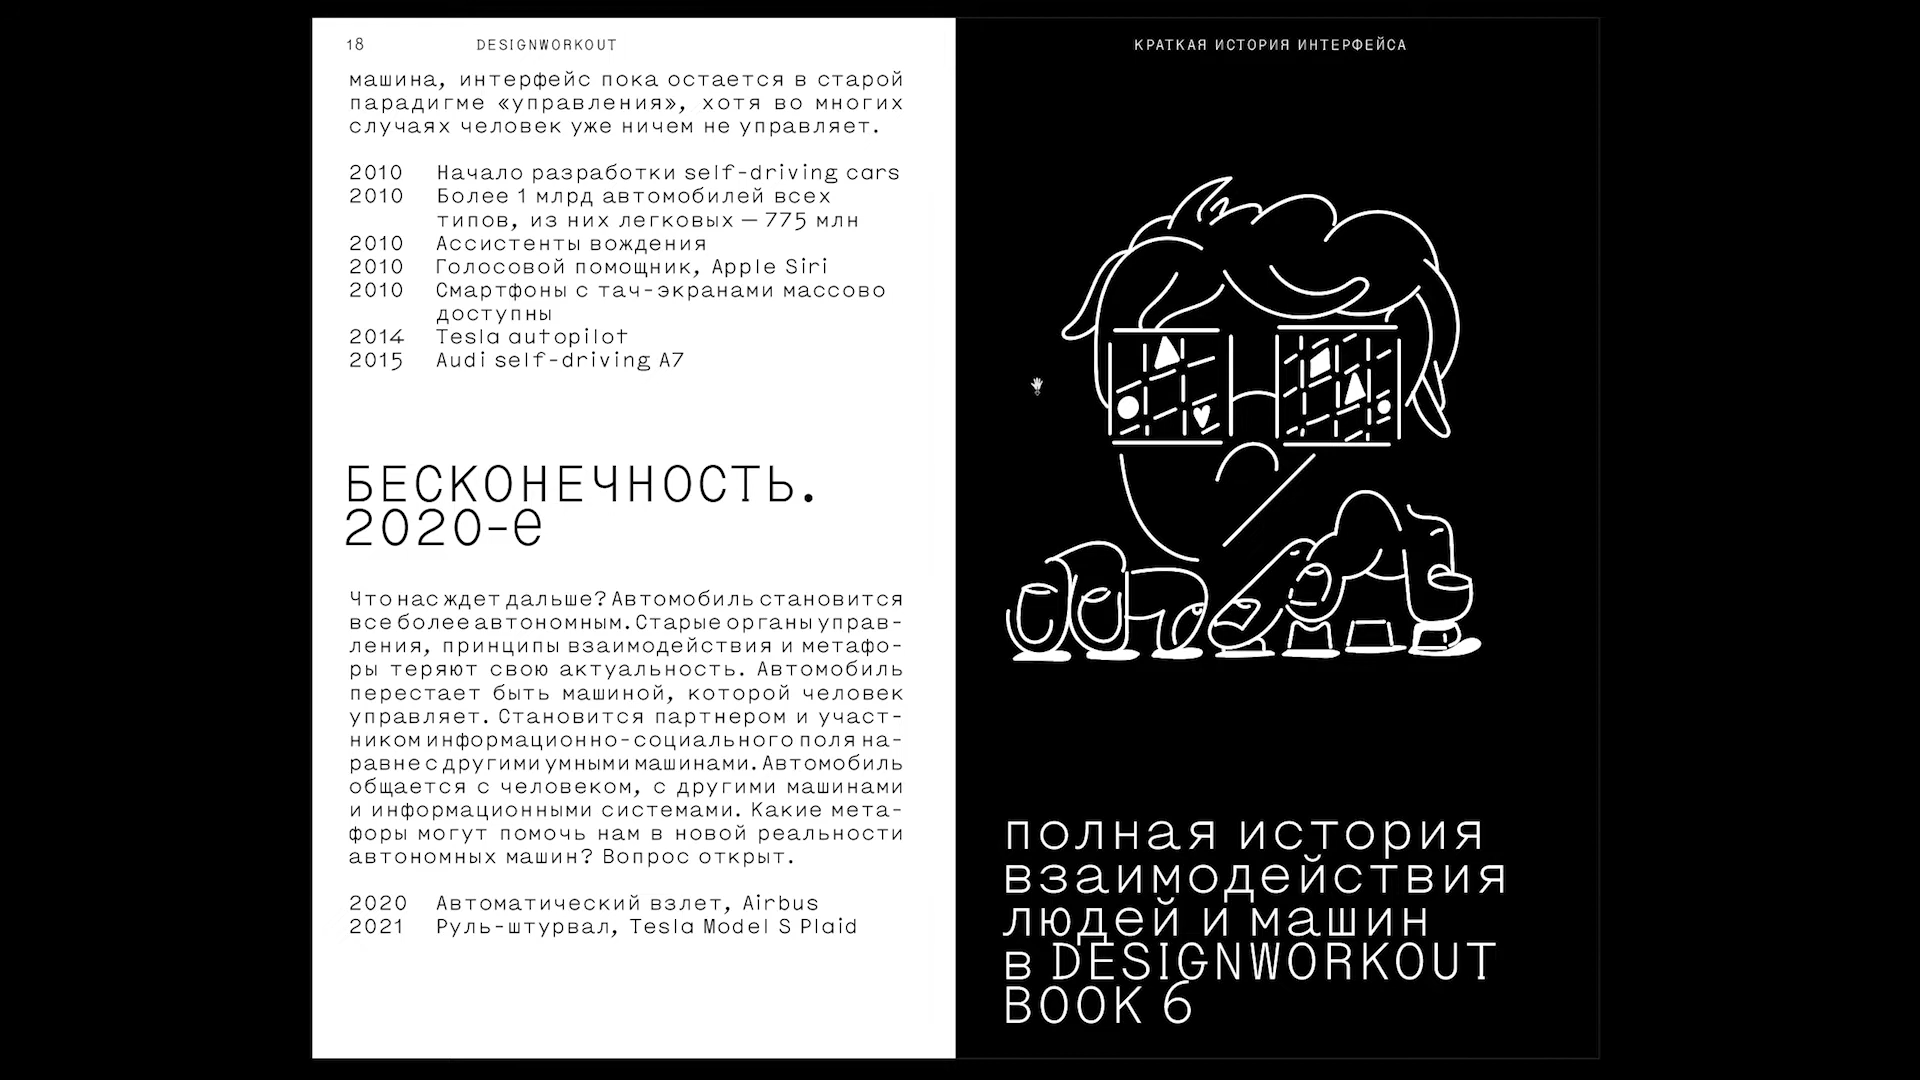 18 DESIGNWORKOUT
машина, интерфейс пока остается в старой
парадигме «управления», хотя во многих
случаях человек уже ничем не управляет.
2010 Начало разработки self-driving cars
2010 Более 1 млрд автомобилей всех
типов, из них легковых — 775 млн
2010 Ассистенты вождения
2010 Голосовой помощник, Apple Siri
2010 Смартфоны с тач-экранами массово
доступны
2014 Tesla autopilot
2015 Audi self-driving A7
БЕСКОНЕЧНОСТЬ.
2020-е
Что нас ждет дальше? Автомобиль становится
все более автономным. Старые органы управ-
ления, принципы взаимодействия и метафо-
ры теряют свою актуальность. Автомобиль
перестает быть машиной, которой человек
управляет. Становится партнером и участ-
ником информационно-социального поля на-
равне с другими умными машинами. Автомобиль
общается с человеком, с другими машинами
и информационными системами. Какие мета-
форы могут помочь нам в новой реальности
автономных машин? Вопрос открыт.
2020 Автоматический взлет, Airbus
2021 Руль-штурвал, Tesla Model S Plaid
КРАТКАЯ ИСТОРИЯ ИНТЕРФЕЙСА
полная история
взаимодействия
людей и машин
в DESIGNWORKOUT
BOOK 6